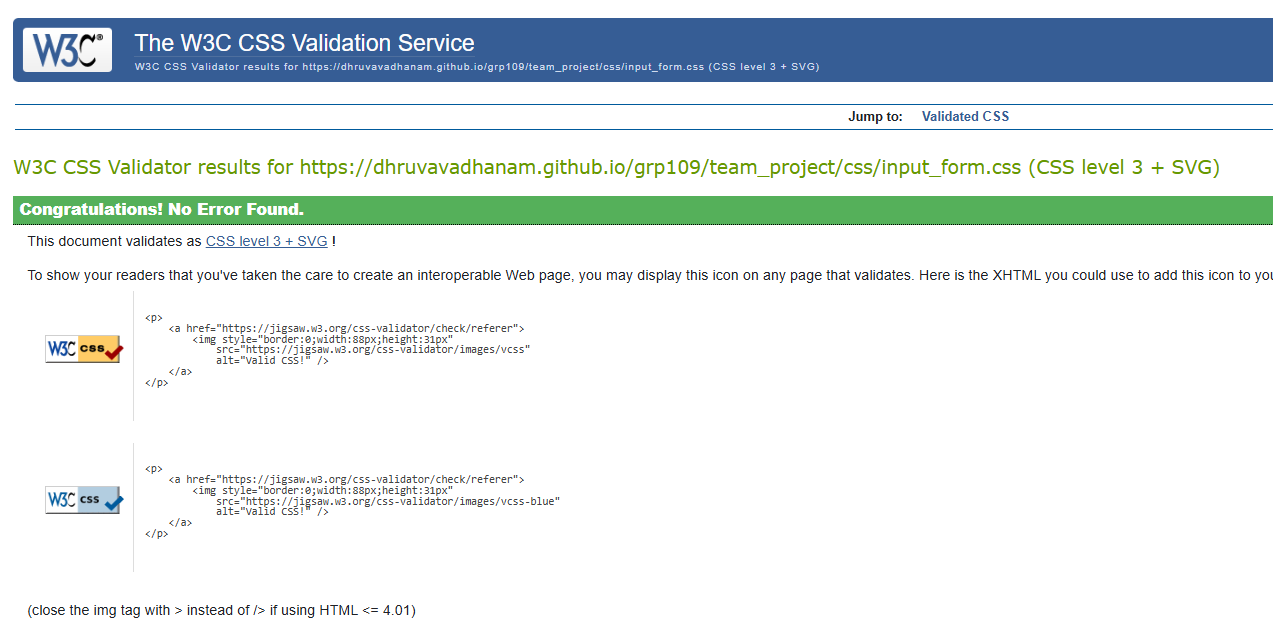 W3C® The W3C CSS Validation Service
W3C CSS Validator results for https://dhruvavadhanam.github.io/grp109/team_project/css/input_form.css (CSS level 3 + SVG)
Jump to: Validated CSS
W3C CSS Validator results for https://dhruvavadhanam.github.io/grp109/team_project/css/input_form.css (CSS level 3 + SVG)
Congratulations! No Error Found.
This document validates as CSS level 3 + SVG !
To show your readers that you've taken the care to create an interoperable Web page, you may display this icon on any page that validates. Here is the XHTML you could use to add this icon to
<p>
<a href="https://jigsaw.w3.org/css-validator/check/referer">
<img style="border:0;width:88px;height:31px"
W3C css
src="https://jigsaw.w3.org/css-validator/images/vcss"
alt="Valid CSS!" />
</a>
</p>
<p>
<a href="https://jigsaw.w3.org/css-validator/check/referer">
<img style="border:0;width:88px;height:31px"
W3C css
src="https://jigsaw.w3.org/css-validator/images/vcss-blue"
alt="Valid CSS!" />
</a>
</p>
(close the img tag with > instead of /> if using HTML <= 4.01)